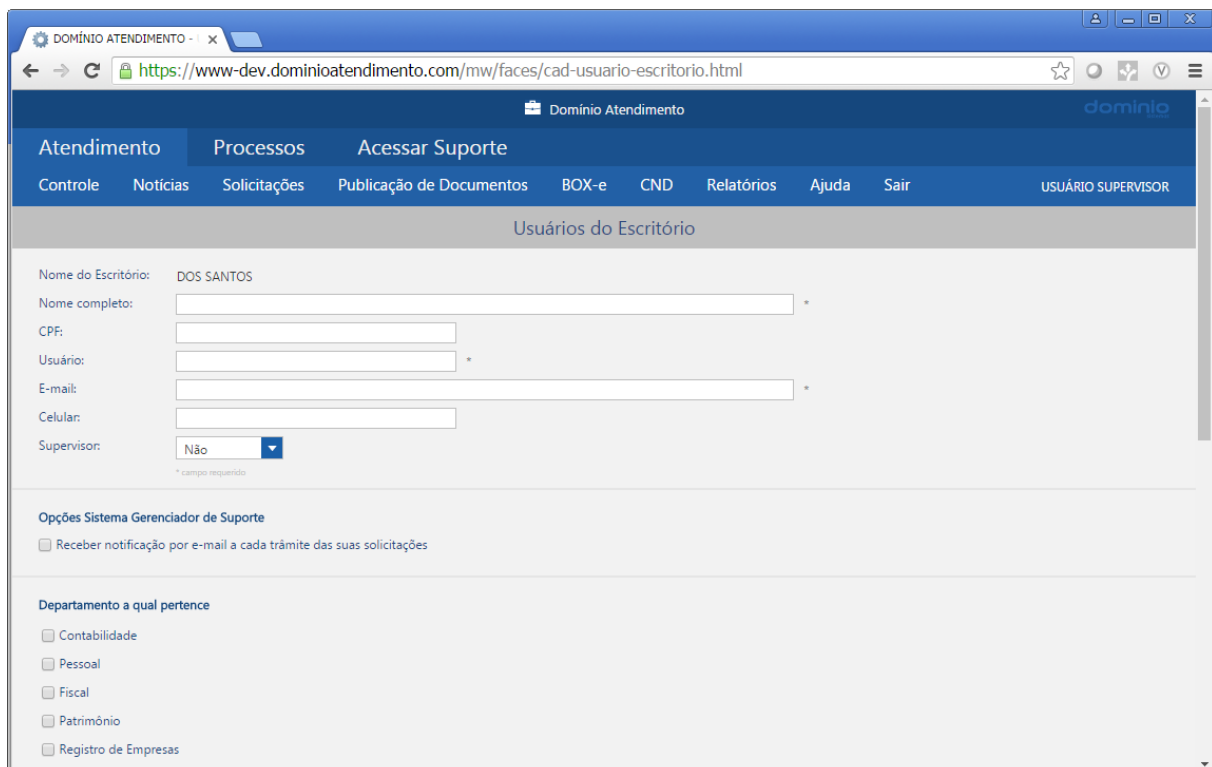 DOMÍNIO ATENDIMENTO -
https://www-dev.dominioatendimento.com/mw/faces/cad-usuario-escritorio.html
Domínio Atendimento
dominio
Atendimento Processos Acessar Suporte
Controle Notícias Solicitações Publicação de Documentos BOX-e CND Relatórios Ajuda Sair USUÁRIO SUPERVISOR
Usuários do Escritório
Nome do Escritório: DOS SANTOS
Nome completo: *
CPF:
Usuário: *
E-mail: *
Celular:
Supervisor: Não
* campo requerido
Opções Sistema Gerenciador de Suporte
Receber notificação por e-mail a cada trâmite das suas solicitações
Departamento a qual pertence
Contabilidade
Pessoal
Fiscal
Patrimônio
Registro de Empresas